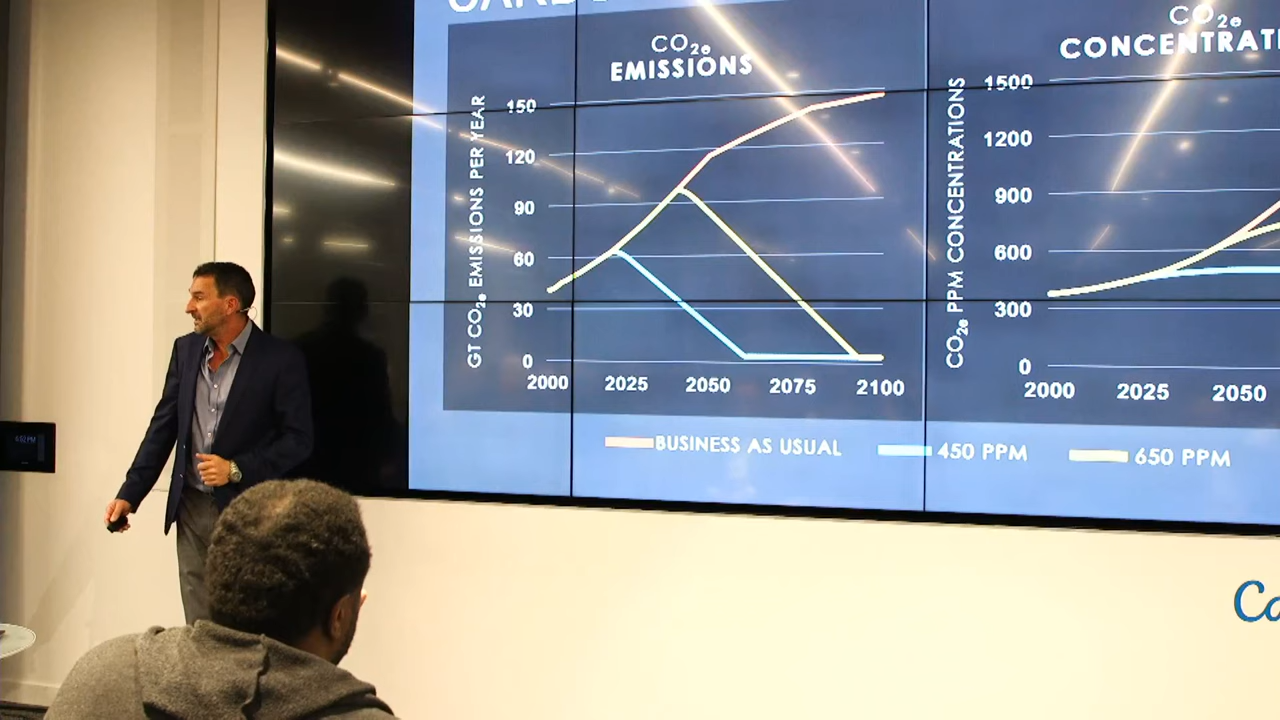 CO₂e
EMISSIONS
GT CO₂e EMISSIONS PER YEAR
150
120
90
60
30
0
2000 2025 2050 2075 2100
CO₂e
CO₂e PPM CONCENTRATIONS
1500
1200
900
600
300
0
2000 2025 2050
BUSINESS AS USUAL 450 PPM 650 PPM